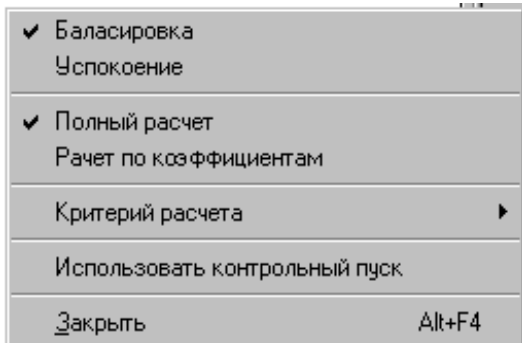 Баласировка
Успокоение
Полный расчет
Рачет по коэффициентам
Критерий расчета
Использовать контрольный пуск
Закрыть Alt+F4